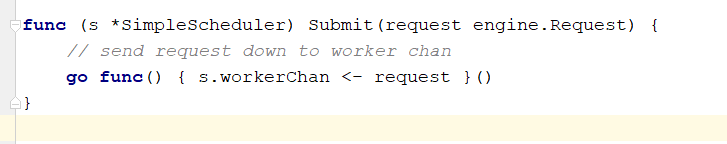 func (s *SimpleScheduler) Submit(request engine.Request) {
    // send request down to worker chan
    go func() { s.workerChan <- request }()
}